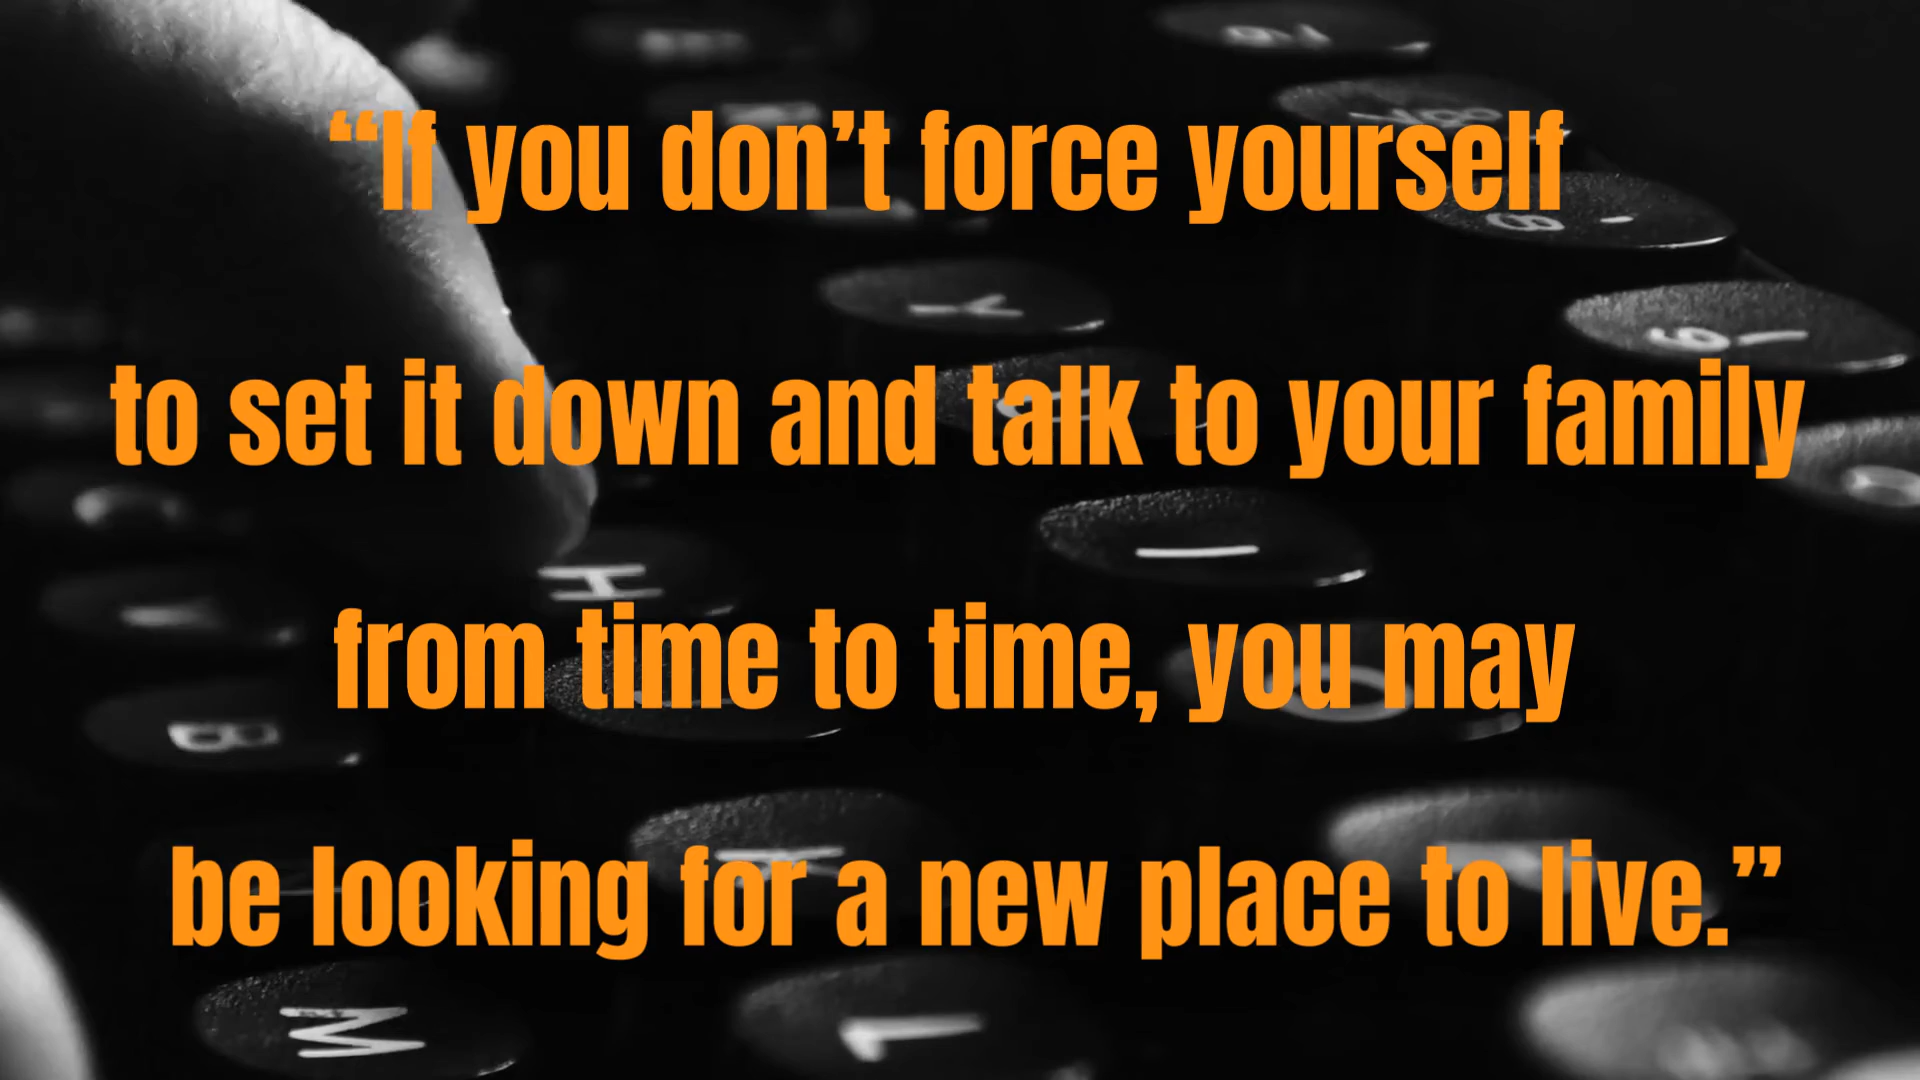 “If you don’t force yourself
to set it down and talk to your family
from time to time, you may
be looking for a new place to live.”
Y
I
H
O
B
K
M
L